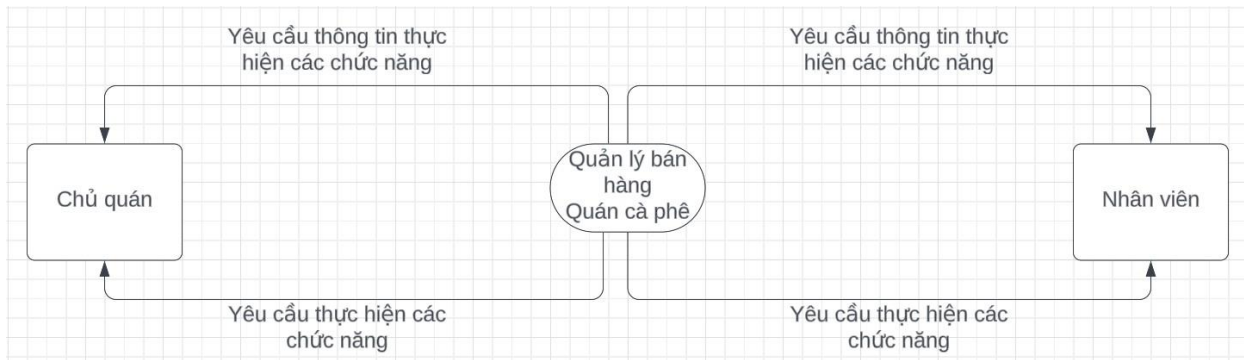 Yêu cầu thông tin thực
hiện các chức năng
Yêu cầu thông tin thực
hiện các chức năng
Chủ quán
Quản lý bán
hàng
Quán cà phê
Nhân viên
Yêu cầu thực hiện các
chức năng
Yêu cầu thực hiện các
chức năng